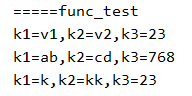 =====func_test
k1=v1,k2=v2,k3=23
k1=ab,k2=cd,k3=768
k1=k,k2=kk,k3=23